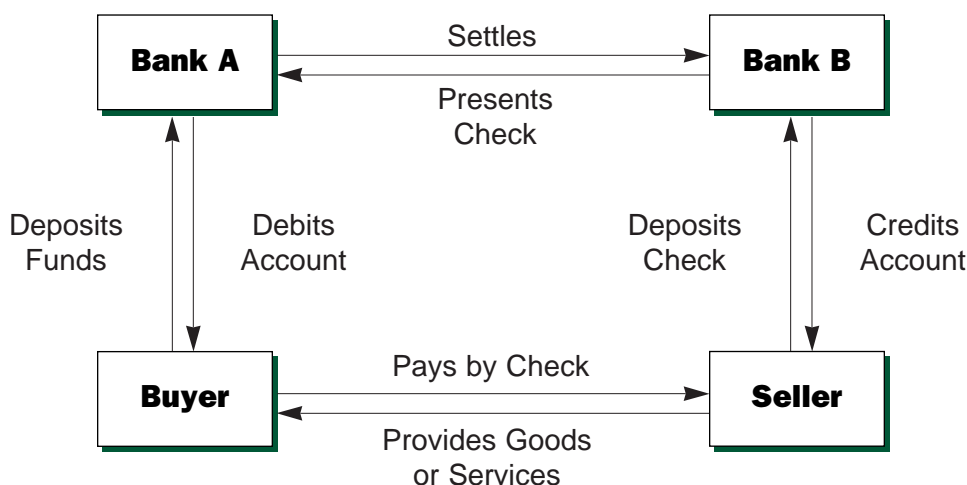 Bank A
Settles
Bank B
Presents
Check
Deposits
Funds
Debits
Account
Deposits
Check
Credits
Account
Buyer
Pays by Check
Seller
Provides Goods
or Services